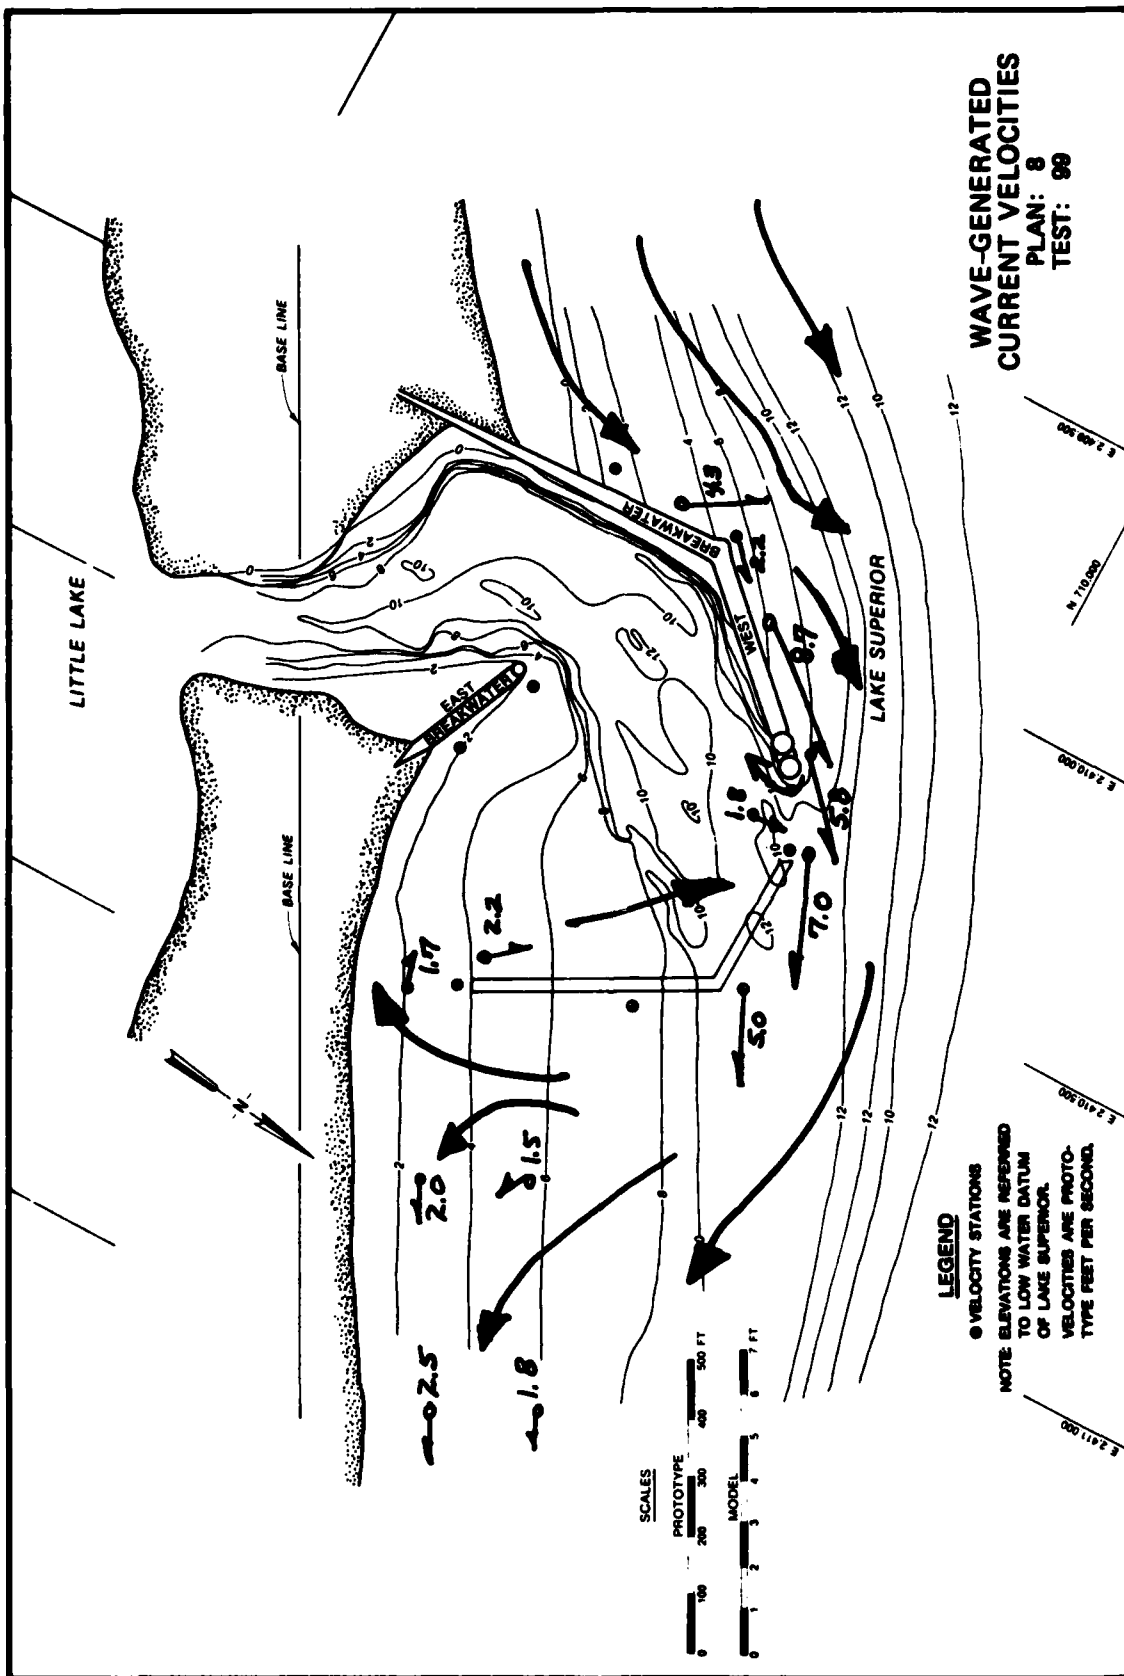 LITTLE LAKE
BASE LINE
BASE LINE
EAST
BREAKWATER
WEST
BREAKWATER
LAKE SUPERIOR
N
1.7
2.2
2.0
1.5
2.5
1.8
4.3
2.2
8.7
1.8
5.8
7.0
5.0
SCALES
PROTOTYPE
0 100 200 300 400 500 FT
MODEL
0 1 2 3 4 5 6 7 FT
LEGEND
VELOCITY STATIONS
NOTE: ELEVATIONS ARE REFERRED
TO LOW WATER DATUM
OF LAKE SUPERIOR.
VELOCITIES ARE PROTO-
TYPE FEET PER SECOND.
E 2,411,000
E 2,410,500
E 2,410,000
N 710,000
E 2,409,500
WAVE-GENERATED
CURRENT VELOCITIES
PLAN: 8
TEST: 99